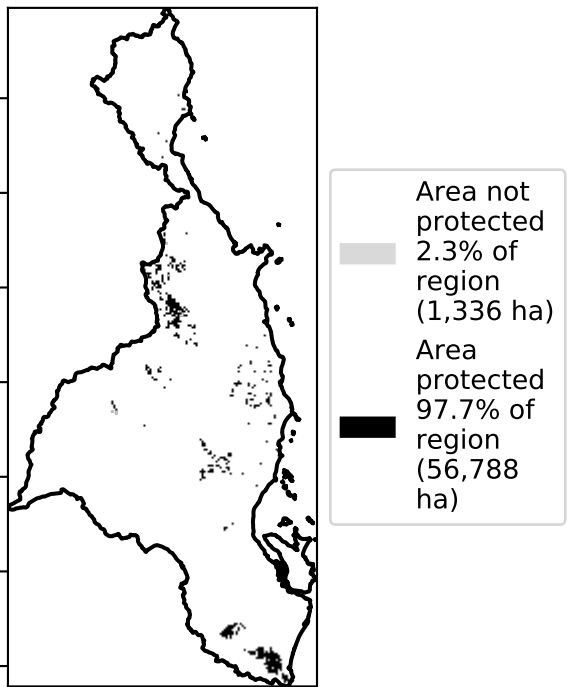 Area not
protected
2.3% of
region
(1,336 ha)
Area
protected
97.7% of
region
(56,788
ha)